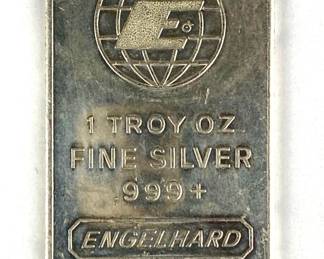 E
1 TROY OZ
FINE SILVER
.999+
ENGELHARD